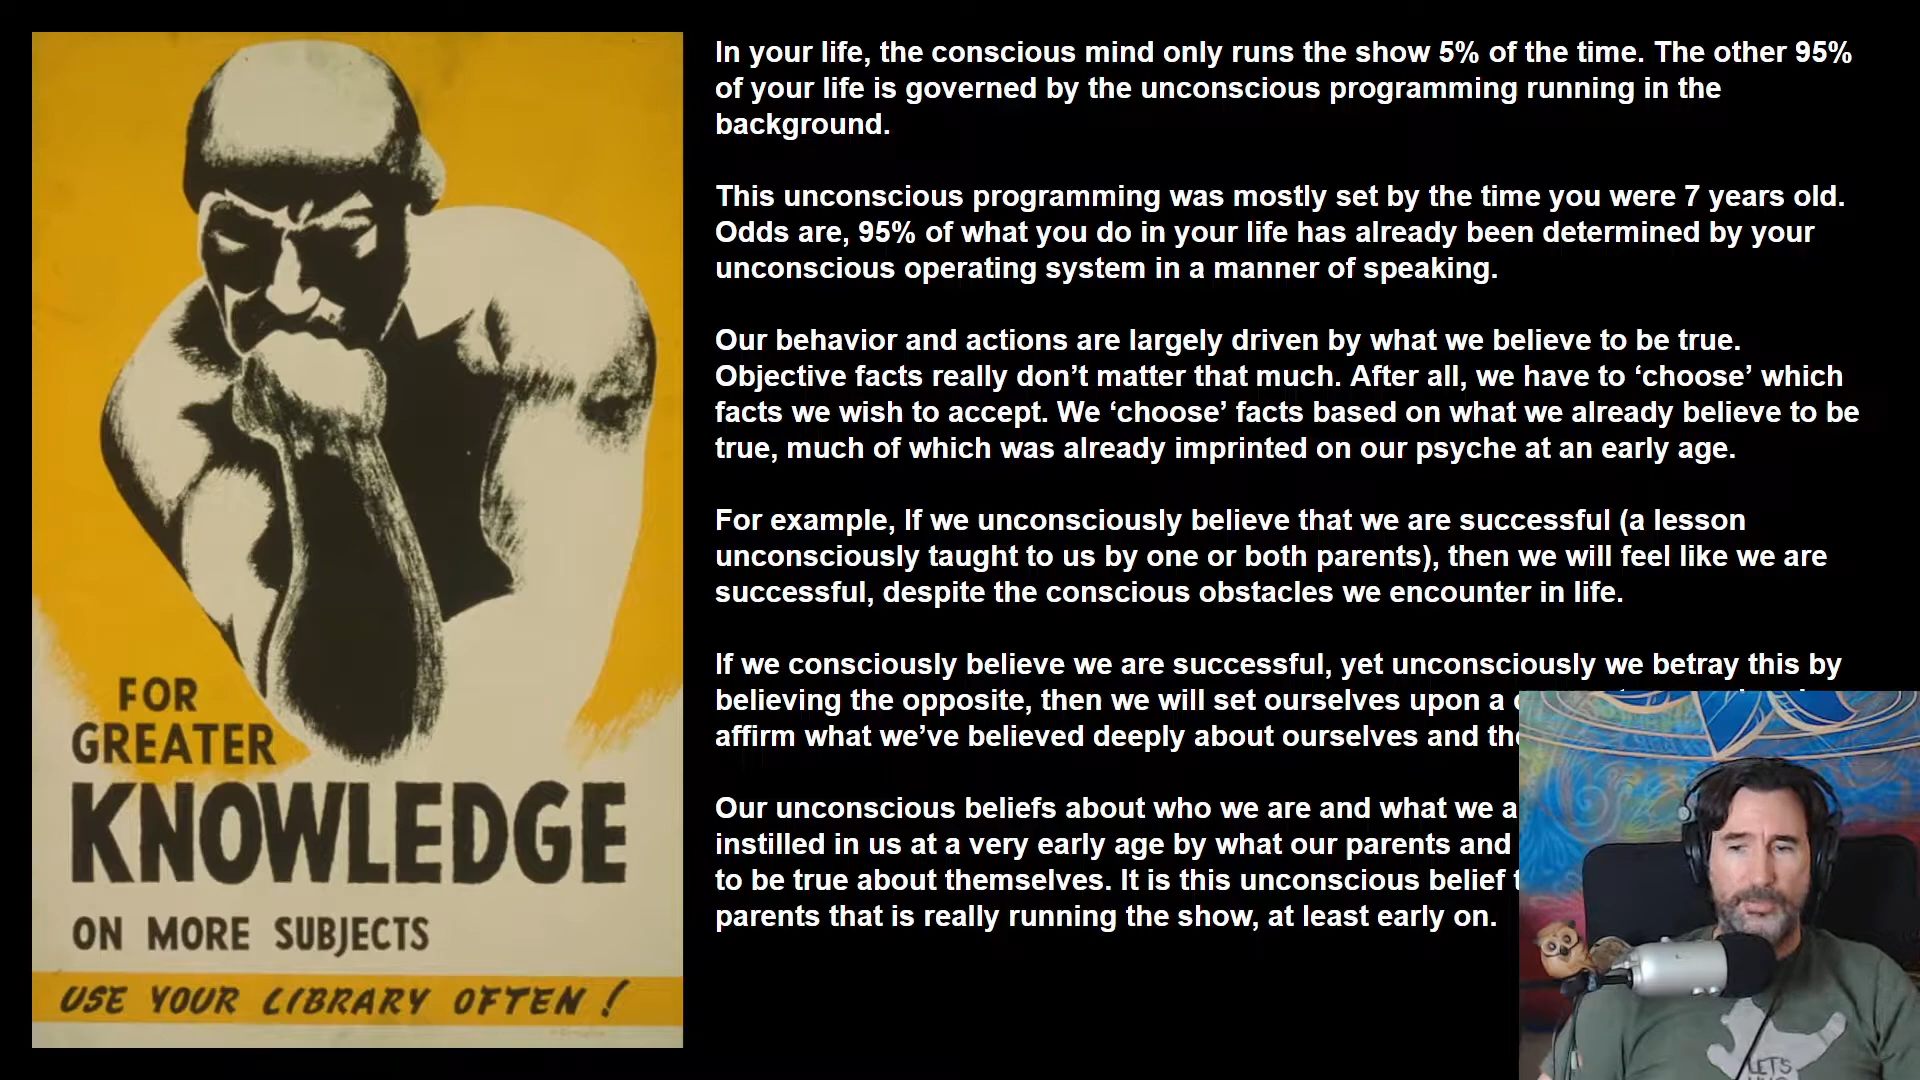 FOR
GREATER
KNOWLEDGE
ON MORE SUBJECTS
USE YOUR LIBRARY OFTEN !
In your life, the conscious mind only runs the show 5% of the time. The other 95%
of your life is governed by the unconscious programming running in the
background.
This unconscious programming was mostly set by the time you were 7 years old.
Odds are, 95% of what you do in your life has already been determined by your
unconscious operating system in a manner of speaking.
Our behavior and actions are largely driven by what we believe to be true.
Objective facts really don’t matter that much. After all, we have to ‘choose’ which
facts we wish to accept. We ‘choose’ facts based on what we already believe to be
true, much of which was already imprinted on our psyche at an early age.
For example, If we unconsciously believe that we are successful (a lesson
unconsciously taught to us by one or both parents), then we will feel like we are
successful, despite the conscious obstacles we encounter in life.
If we consciously believe we are successful, yet unconsciously we betray this by
believing the opposite, then we will set ourselves upon a
affirm what we’ve believed deeply about ourselves and
Our unconscious beliefs about who we are and what we
instilled in us at a very early age by what our parents and
to be true about themselves. It is this unconscious belief
parents that is really running the show, at least early on.
LET'S